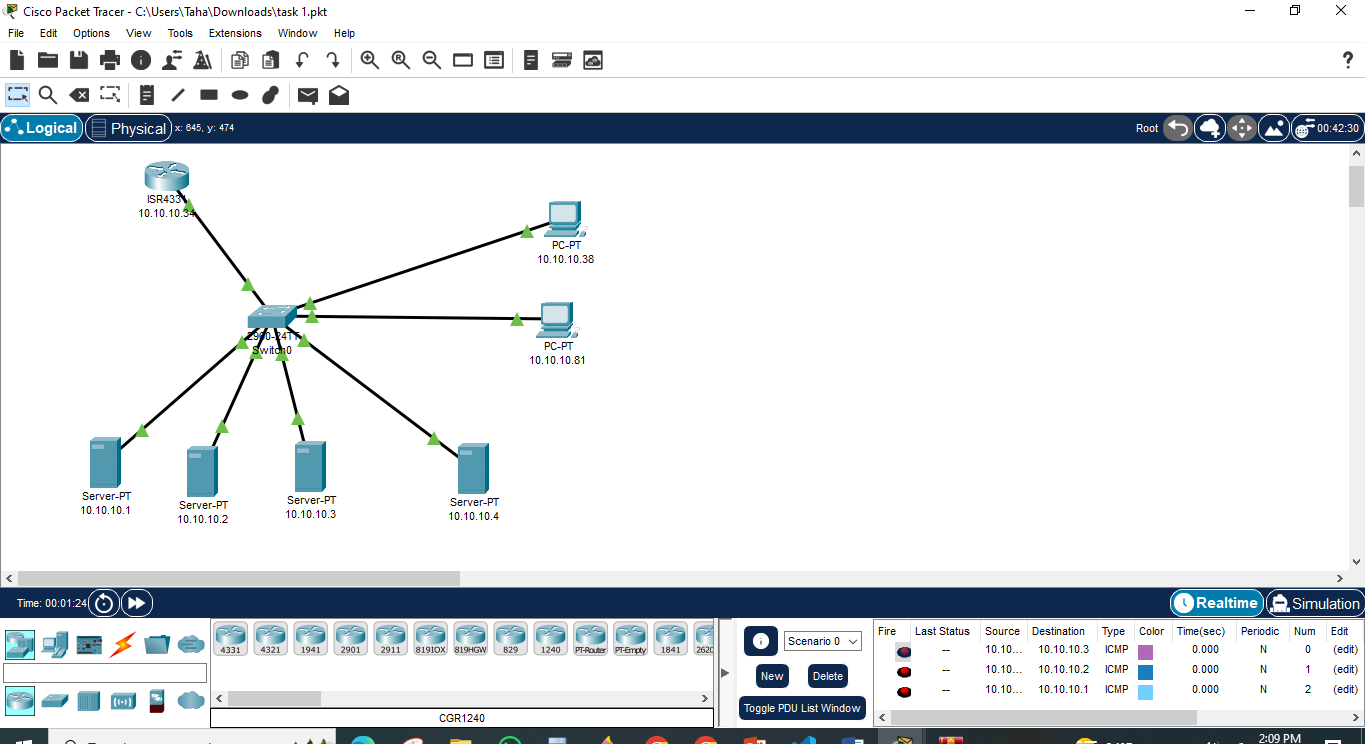 Cisco Packet Tracer - C:\Users\Taha\Downloads\task 1.pkt
File Edit Options View Tools Extensions Window Help
?
Logical Physical x: 645, y: 474 Root 00:42:30
ISR4331
10.10.10.34
PC-PT
10.10.10.38
2960-24TT
Switch0
PC-PT
10.10.10.81
Server-PT
10.10.10.1
Server-PT
10.10.10.2
Server-PT
10.10.10.3
Server-PT
10.10.10.4
Time: 00:01:24 Realtime Simulation
4331 4321 1941 2901 2911 819IOX 819HGW 829 1240 PT-Router PT-Empty 1841 2620
CGR1240
Scenario 0
New Delete
Toggle PDU List Window
Fire Last Status Source Destination Type Color Time(sec) Periodic Num Edit
-- 10.10... 10.10.10.3 ICMP 0.000 N 0 (edit)
-- 10.10... 10.10.10.2 ICMP 0.000 N 1 (edit)
-- 10.10... 10.10.10.1 ICMP 0.000 N 2 (edit)
2:09 PM